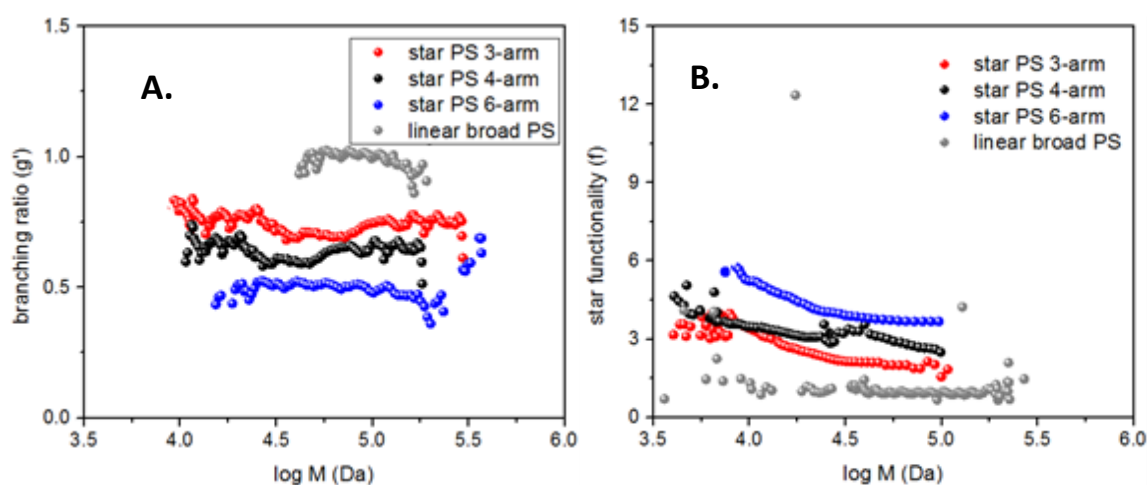 A.
star PS 3-arm
star PS 4-arm
star PS 6-arm
linear broad PS
branching ratio (g')
1.5
1.0
0.5
0.0
3.5 4.0 4.5 5.0 5.5 6.0
log M (Da)
B.
star PS 3-arm
star PS 4-arm
star PS 6-arm
linear broad PS
star functionality (f)
15
12
9
6
3
0
3.5 4.0 4.5 5.0 5.5 6.0
log M (Da)